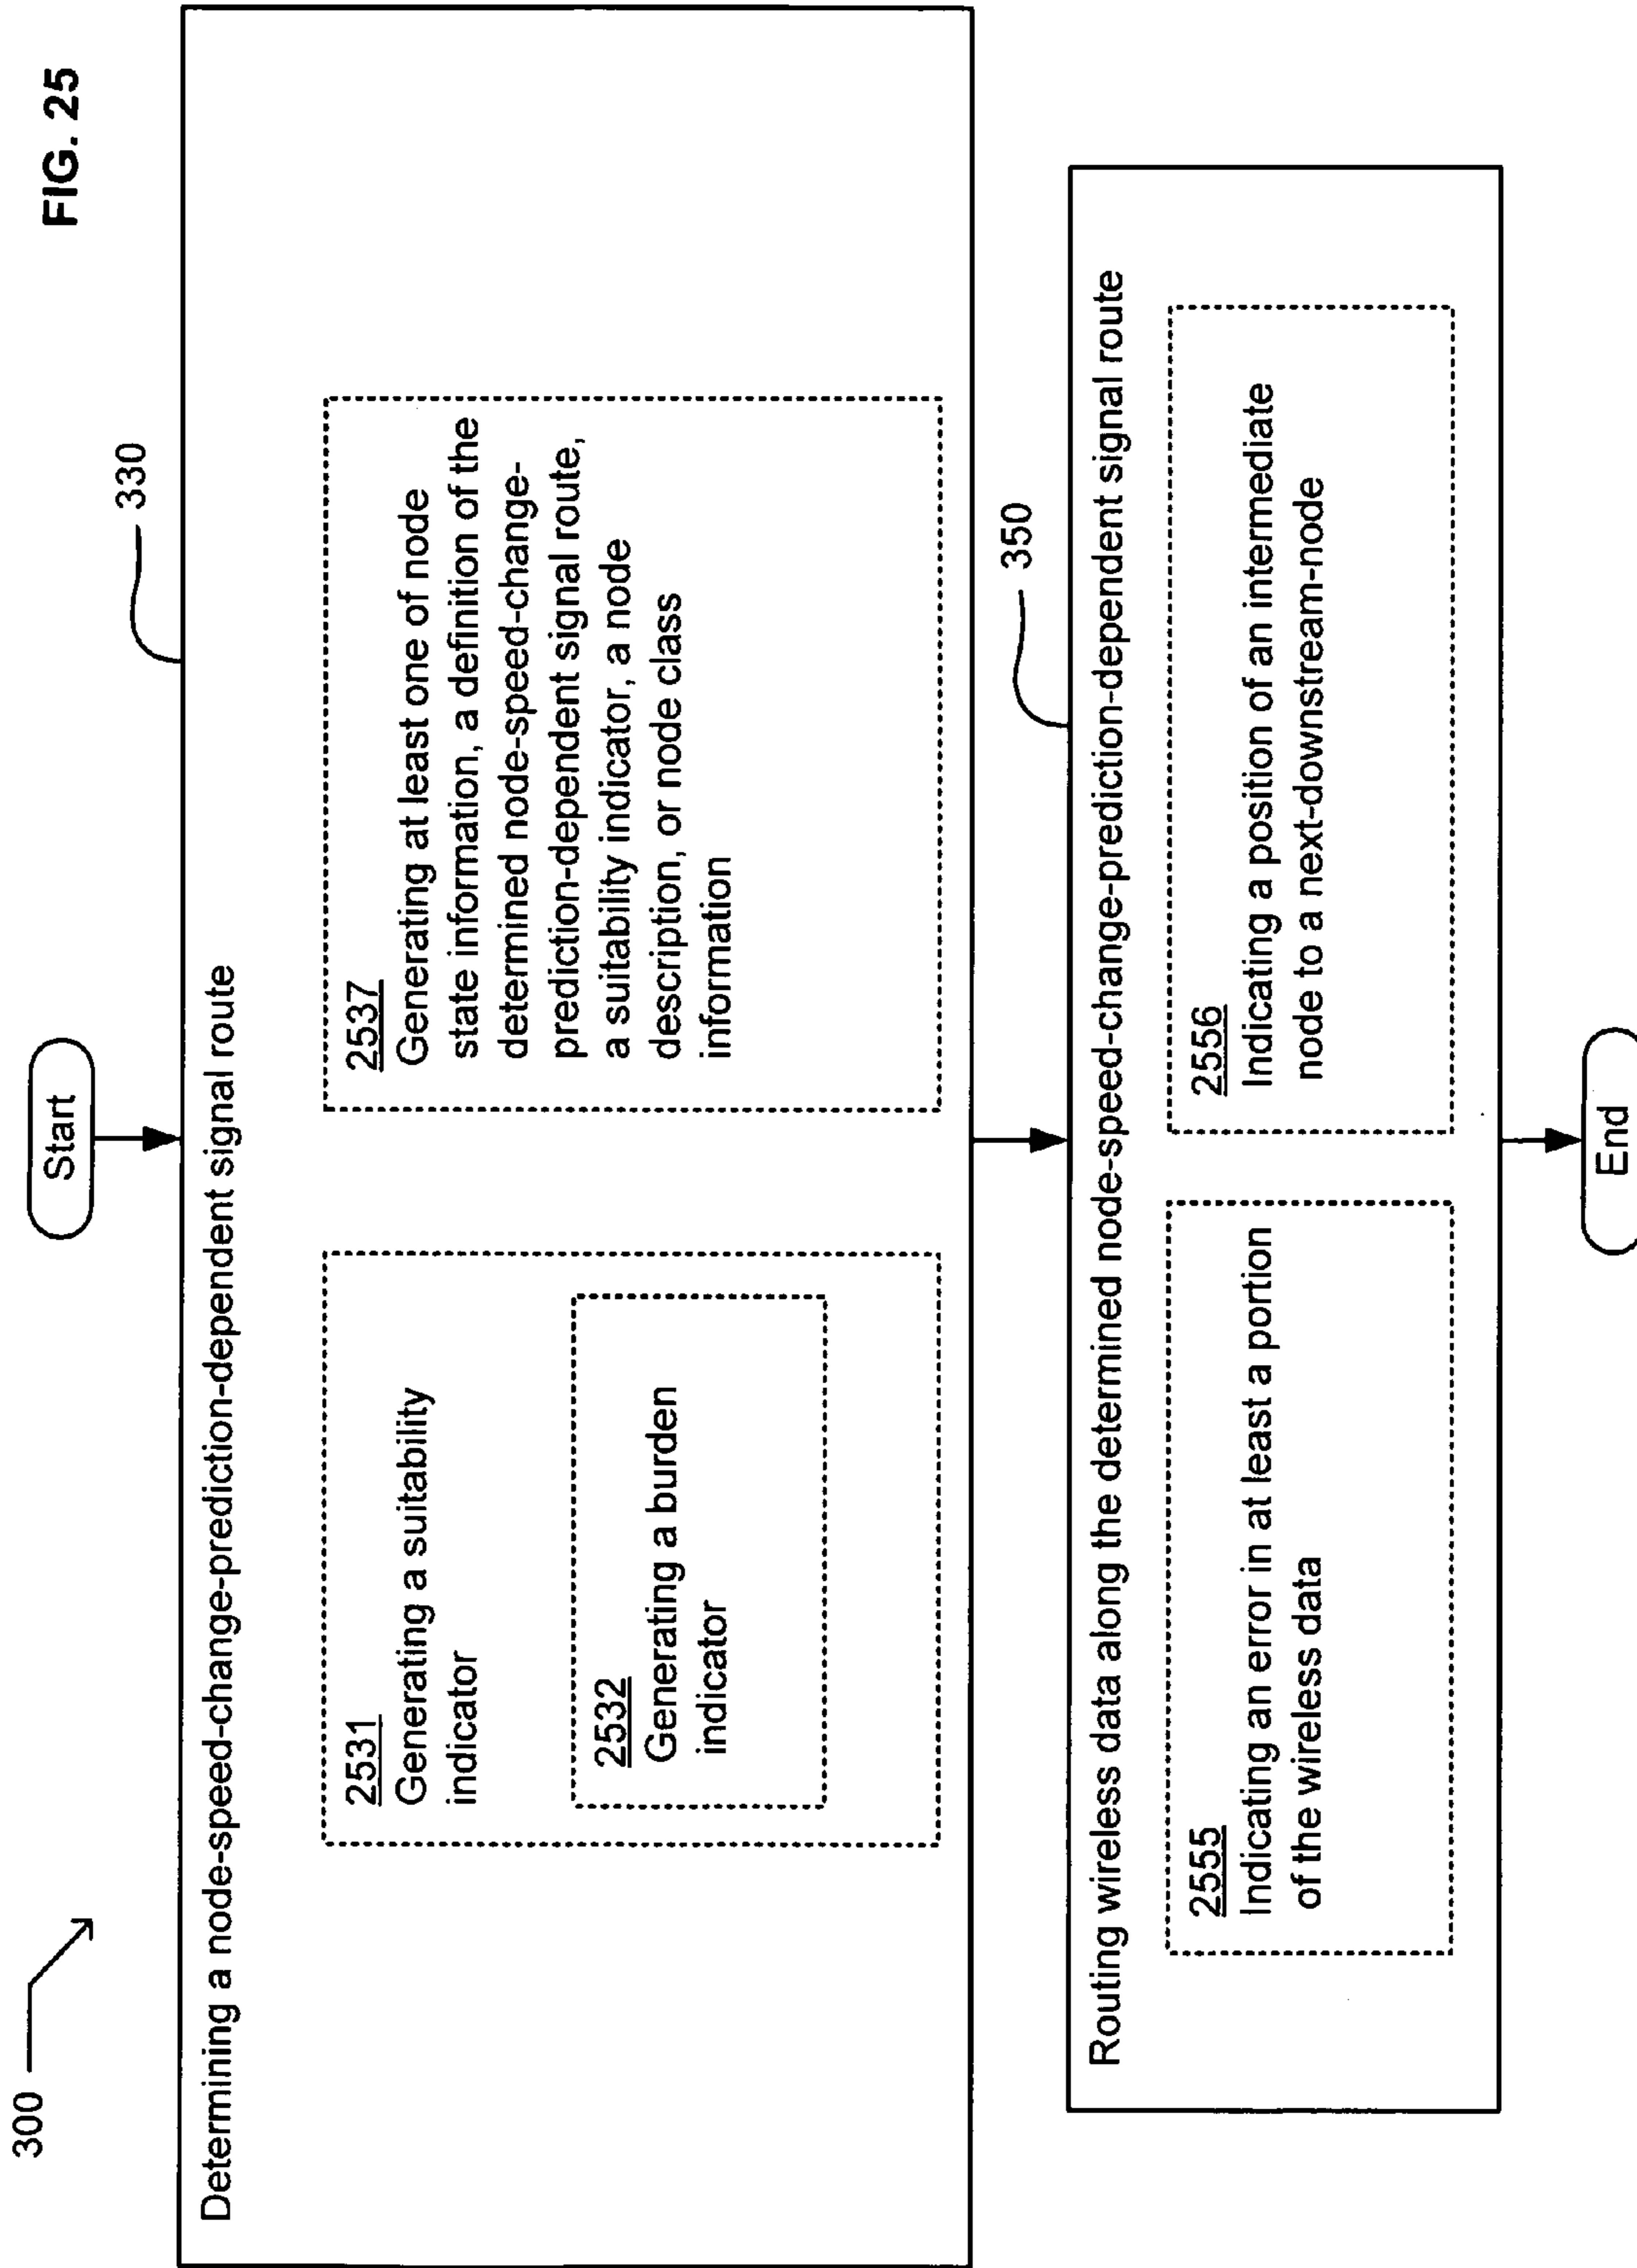 FIG. 25
300
Start
330
Determining a node-speed-change-prediction-dependent signal route
2531
Generating a suitability
indicator
2532
Generating a burden
indicator
2537
Generating at least one of node
state information, a definition of the
determined node-speed-change-
prediction-dependent signal route,
a suitability indicator, a node
description, or node class
information
350
Routing wireless data along the determined node-speed-change-prediction-dependent signal route
2555
Indicating an error in at least a portion
of the wireless data
2556
Indicating a position of an intermediate
node to a next-downstream-node
End